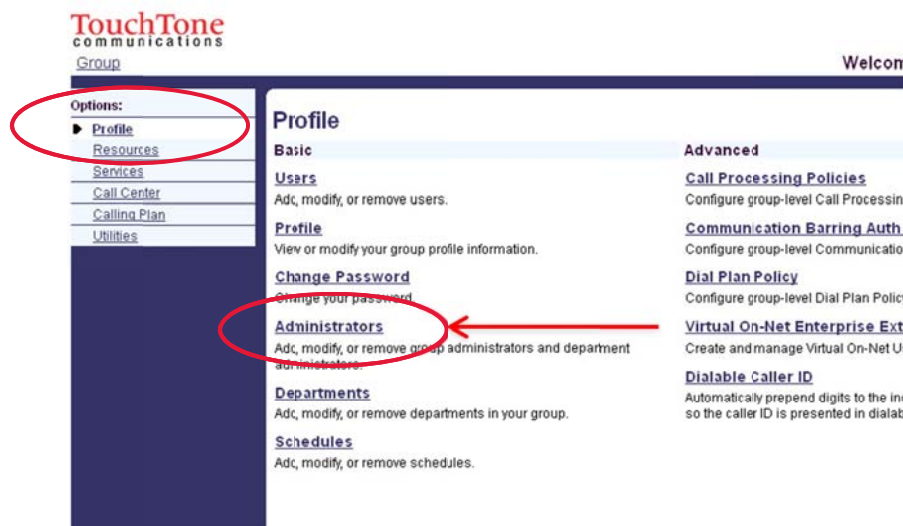 TouchTone
communications
Group
Welcom
Options:
Profile
Resources
Services
Call Center
Calling Plan
Utilities
Profile
Basic
Users
Add, modify, or remove users.
Profile
View or modify your group profile information.
Change Password
Change your password
Administrators
Add, modify, or remove group administrators and department
administrators.
Departments
Add, modify, or remove departments in your group.
Schedules
Add, modify, or remove schedules.
Advanced
Call Processing Policies
Configure group-level Call Processin
Communication Barring Auth
Configure group-level Communicatio
Dial Plan Policy
Configure group-level Dial Plan Polic
Virtual On-Net Enterprise Ext
Create and manage Virtual On-Net U
Dialable Caller ID
Automatically prepend digits to the in
so the caller ID is presented in dialab